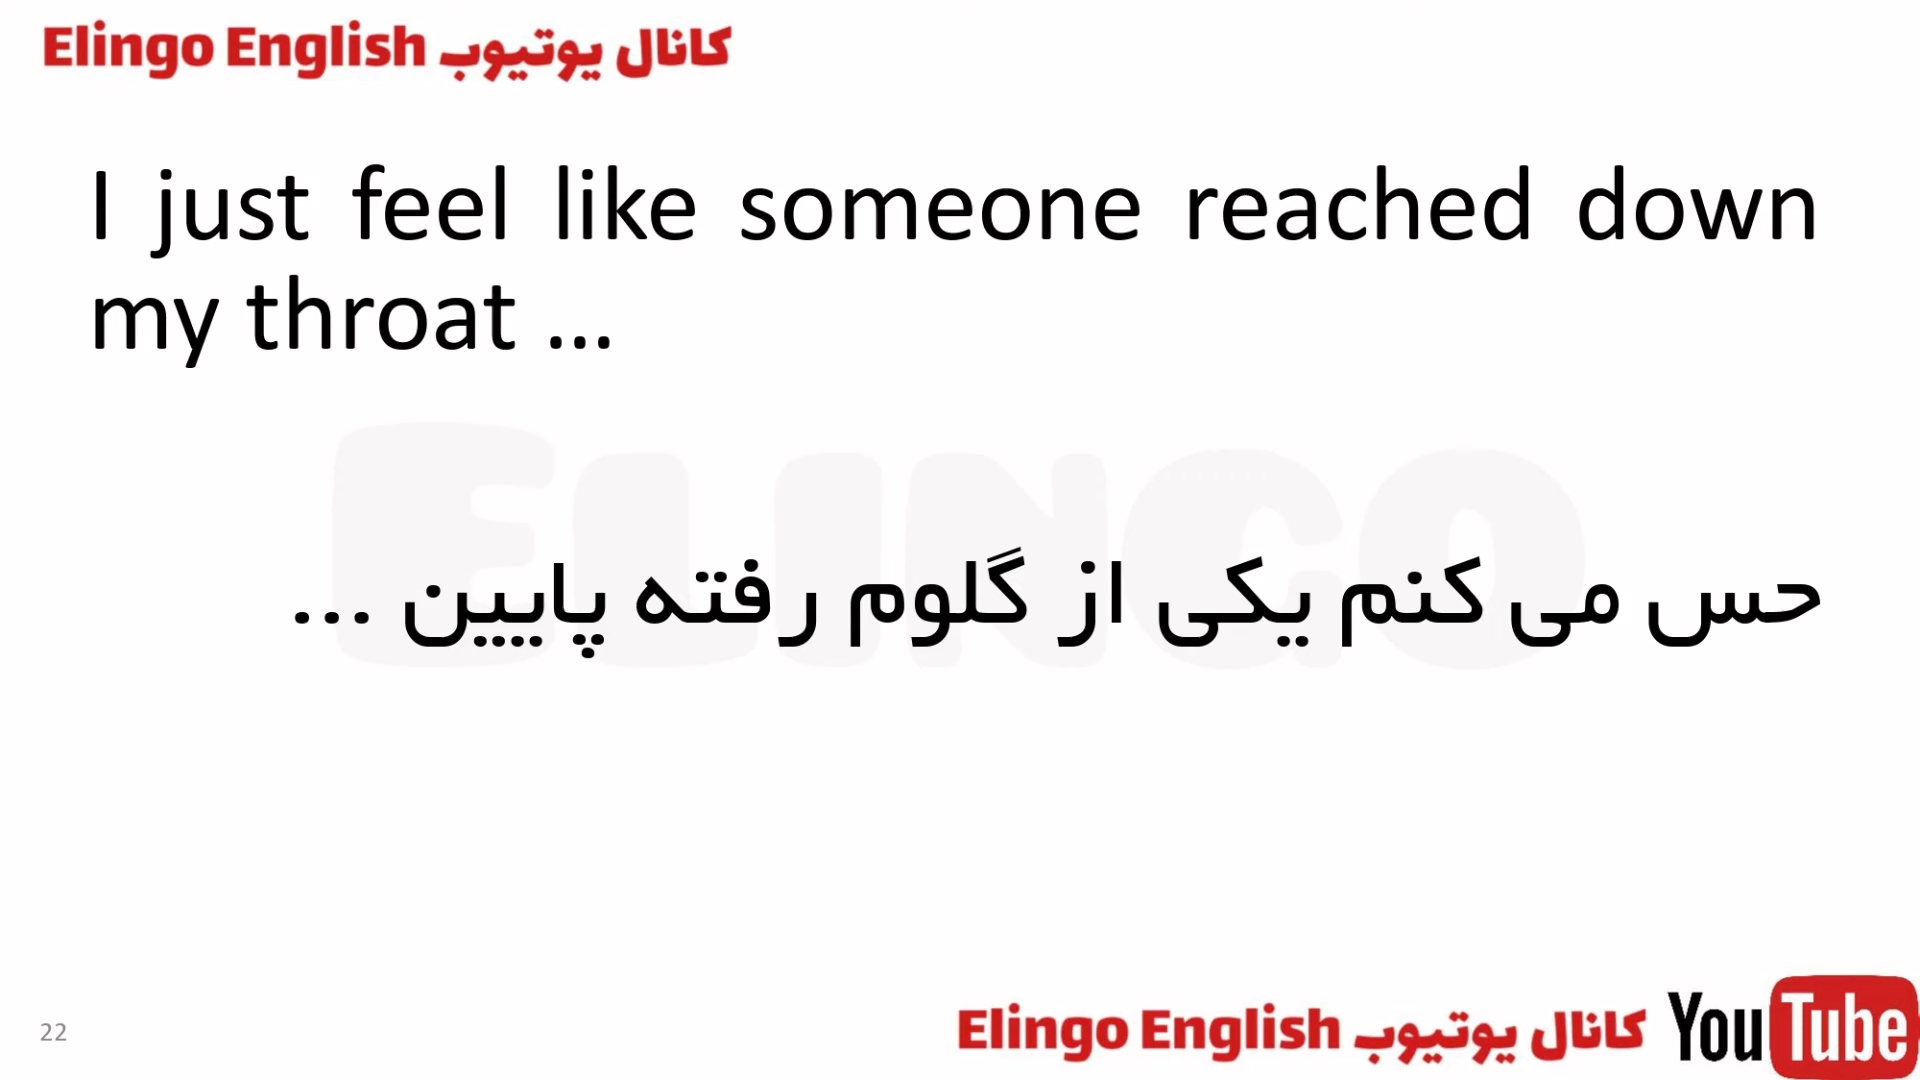 کانال یوتیوب Elingo English
I just feel like someone reached down
my throat ...
ELINGO
حس می کنم یکی از گلوم رفته پایین ...
22
کانال یوتیوب Elingo English
YouTube